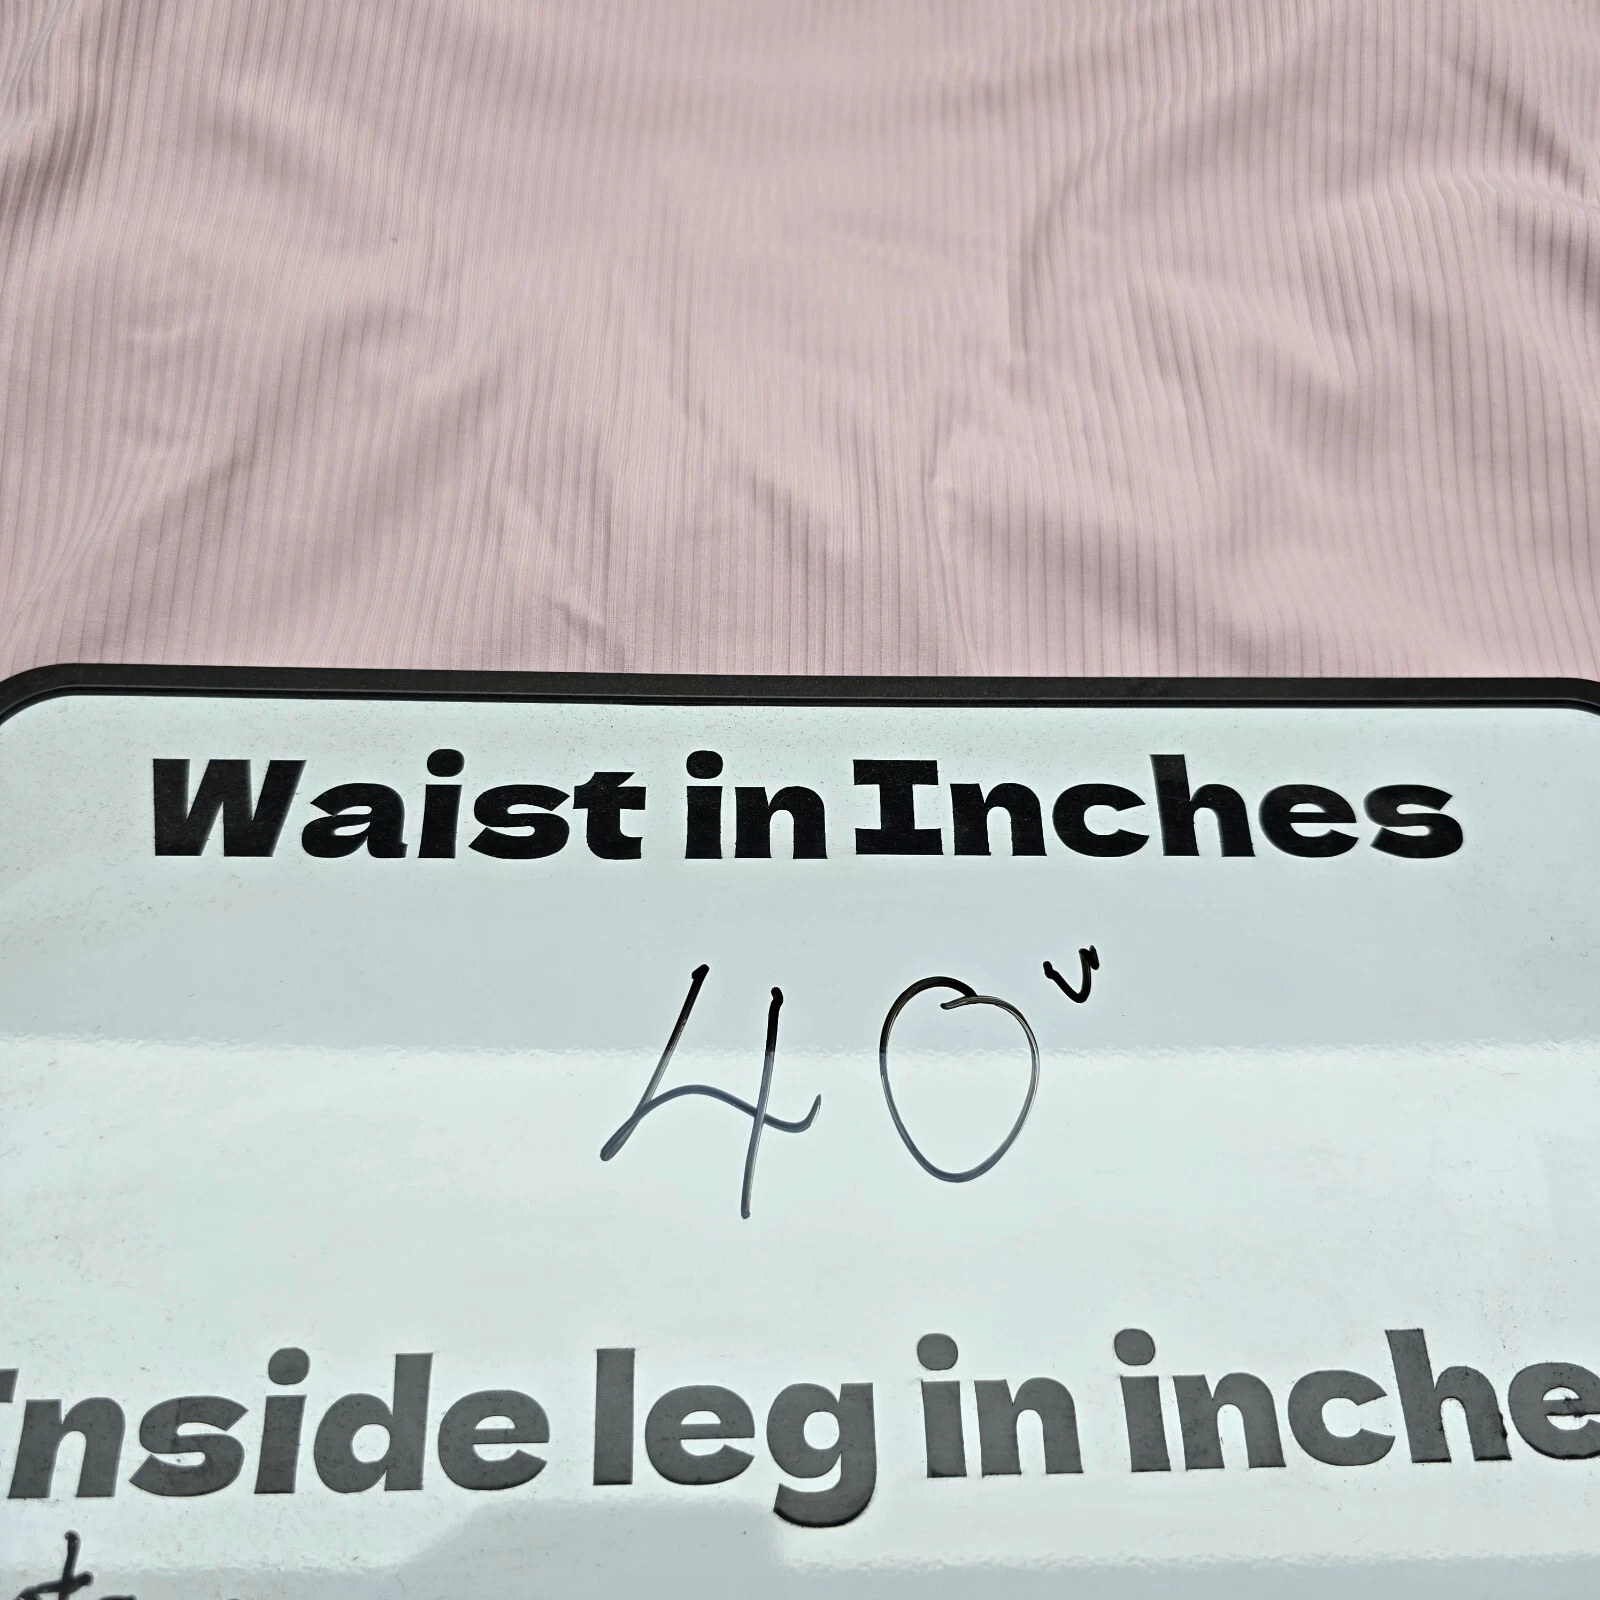 Waist in Inches
40"
Inside leg in inche